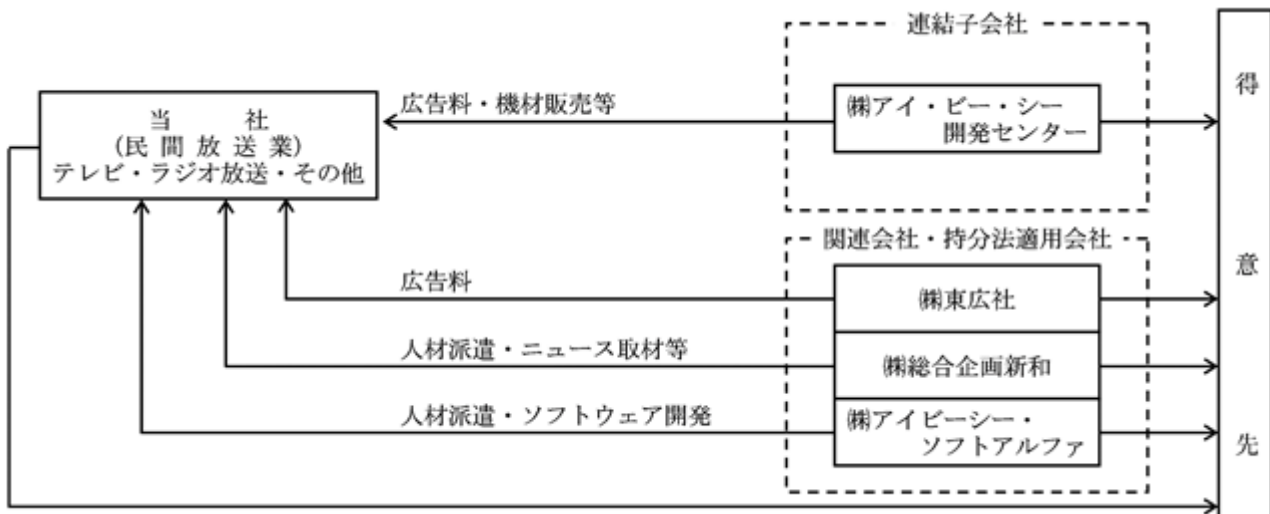 連結子会社
広告料・機材販売等
当社
(民間放送業)
テレビ・ラジオ放送・その他
㈱アイ・ビー・シー
開発センター
関連会社・持分法適用会社
広告料
㈱東広社
人材派遣・ニュース取材等
㈱総合企画新和
人材派遣・ソフトウェア開発
㈱アイビーシー・
ソフトアルファ
得意先